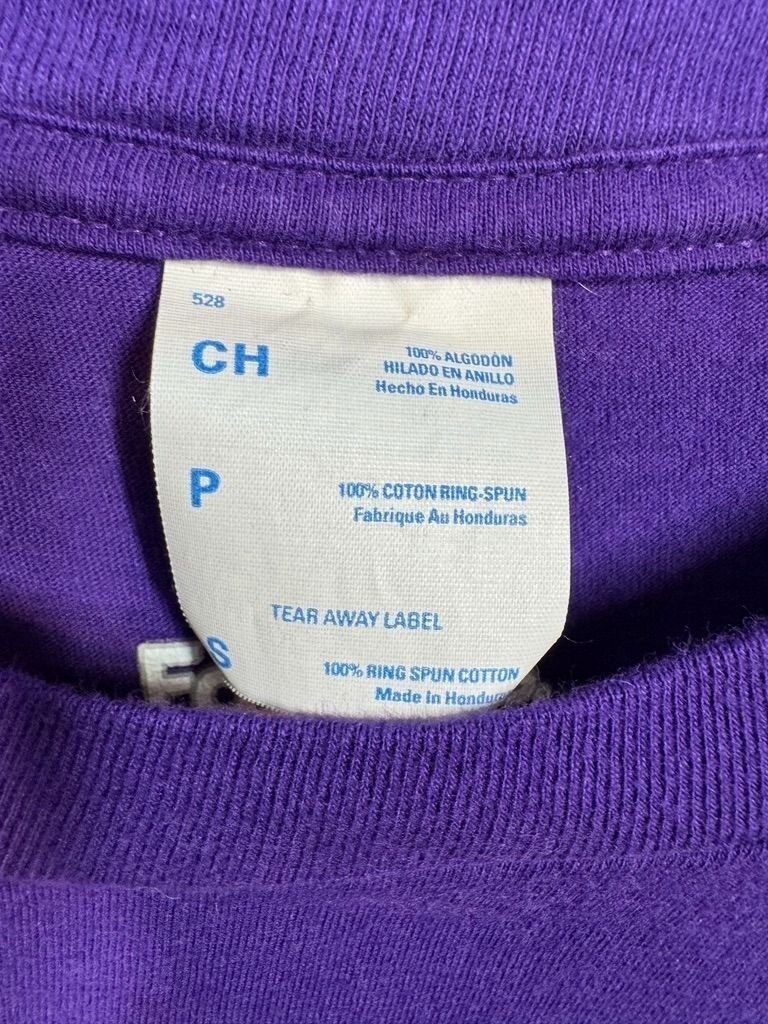 528
CH
100% ALGODÓN
HILADO EN ANILLO
Hecho En Honduras
P
100% COTON RING-SPUN
Fabrique Au Honduras
TEAR AWAY LABEL
S
100% RING SPUN COTTON
Made In